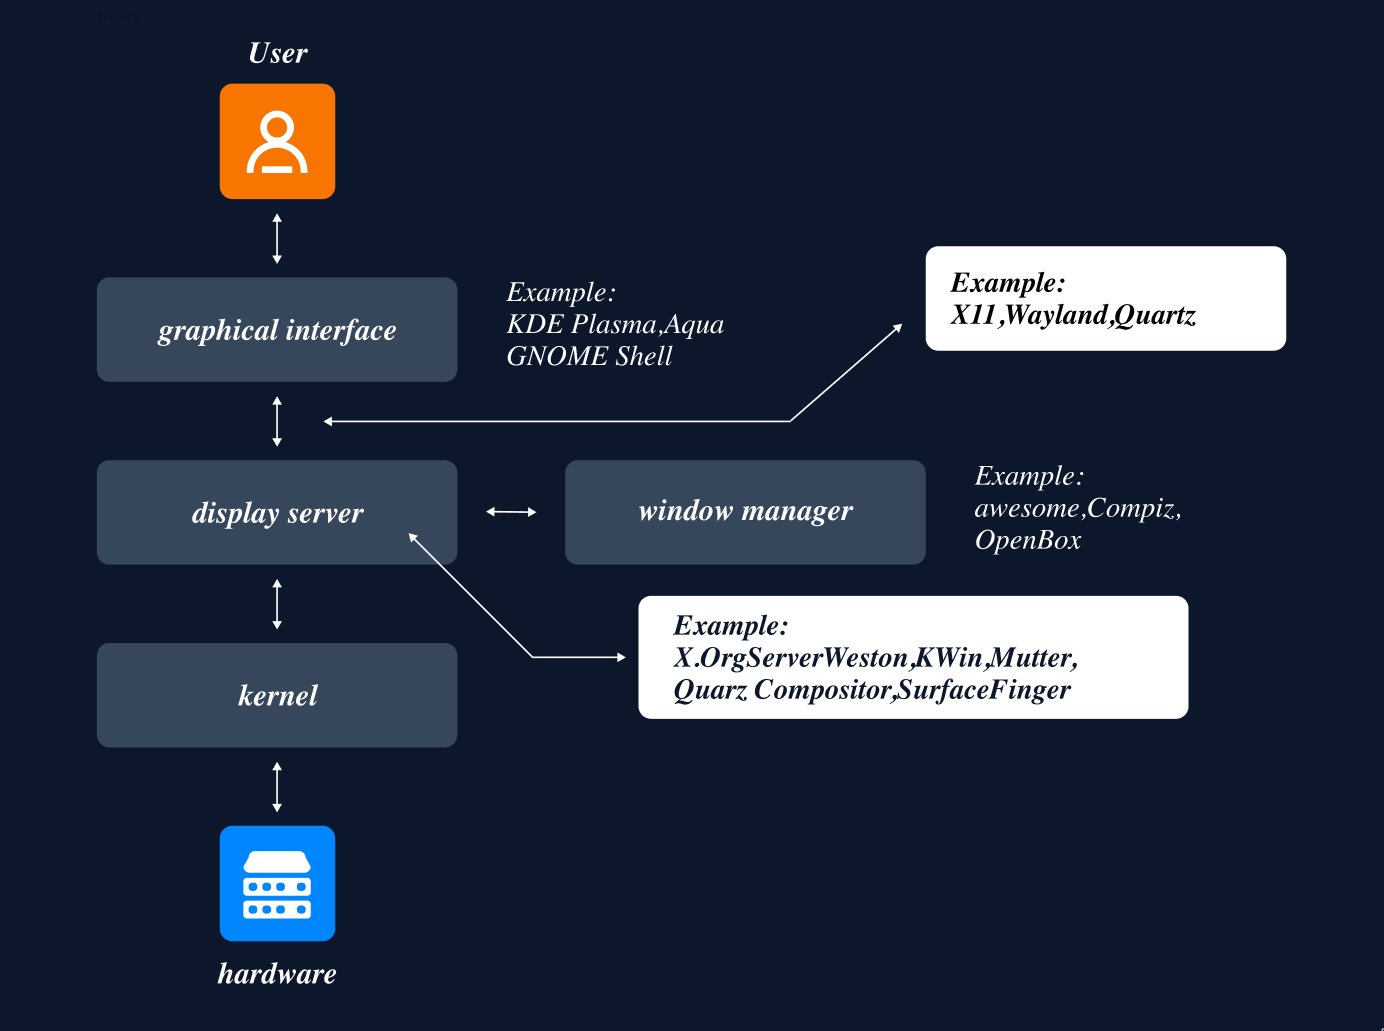 User
graphical interface
Example:
KDE Plasma,Aqua
GNOME Shell
Example:
X11,Wayland,Quartz
display server
window manager
Example:
awesome,Compiz,
OpenBox
Example:
X.OrgServerWeston,KWin,Mutter,
Quarz Compositor,SurfaceFinger
kernel
hardware